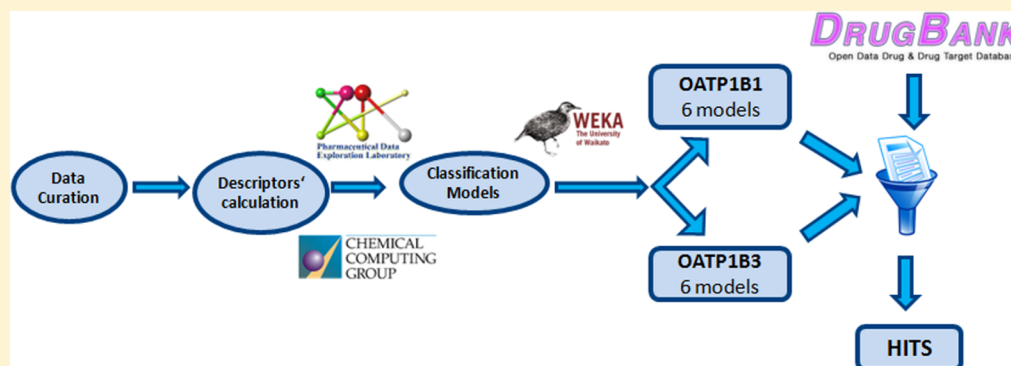 DRUGBANK
Open Data Drug & Drug Target Databas
OATP1B1
6 models
Pharmaceutical Data
Exploration Laboratory
WEKA
The University
of Waikato
Data
Curation
Descriptors‘
calculation
Classification
Models
CHEMICAL
COMPUTING
GROUP
OATP1B3
6 models
HITS